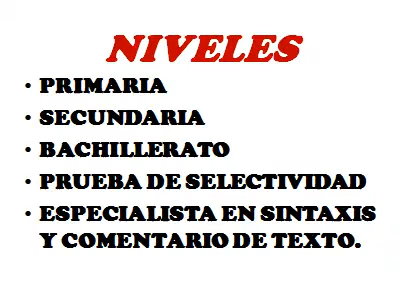 NIVELES
• PRIMARIA
• SECUNDARIA
• BACHILLERATO
• PRUEBA DE SELECTIVIDAD
• ESPECIALISTA EN SINTAXIS
Y COMENTARIO DE TEXTO.